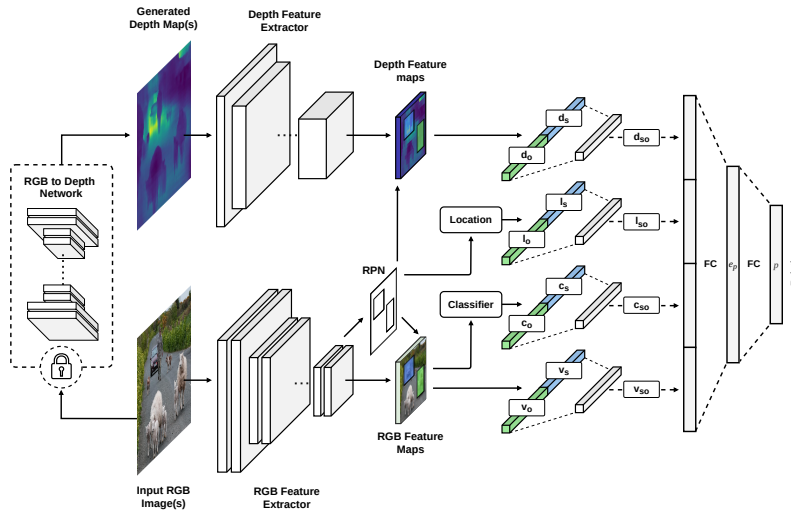 Generated
Depth Map(s)
Depth Feature
Extractor
Depth Feature
maps
RGB to Depth
Network
RPN
Location
Classifier
RGB Feature
Maps
Input RGB
Image(s)
RGB Feature
Extractor
ds
do
dso
ls
lo
lso
cs
co
cso
vs
vo
vso
FC
ep
FC
p